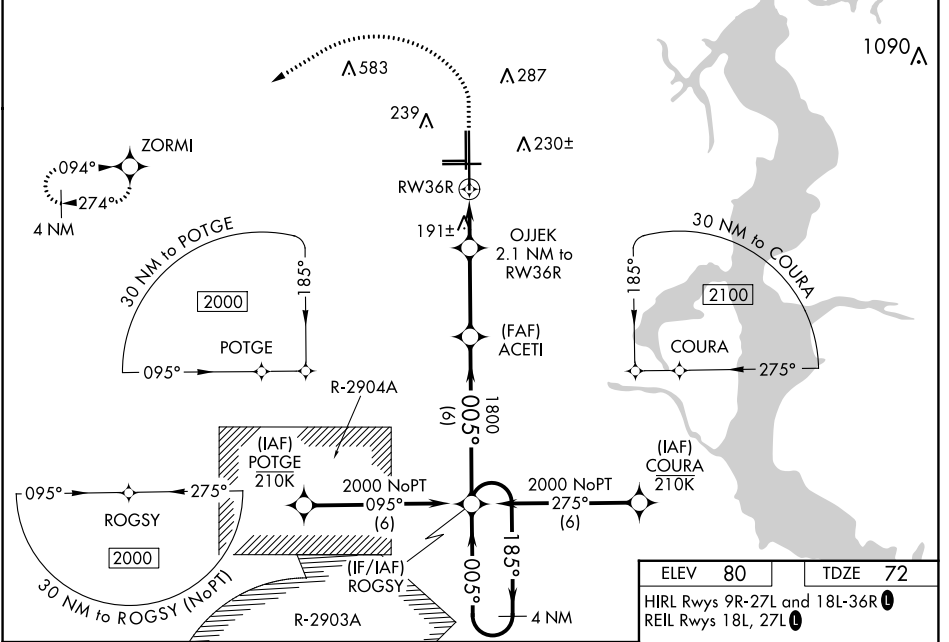 1090
583
287
239
230±
ZORMI
094°
274°
4 NM
RW36R
191±
OJJEK
2.1 NM to
RW36R
30 NM to POTGE
185°
2000
POTGE
095°
30 NM to COURA
185°
2100
COURA
275°
(FAF)
ACETI
R-2904A
1800
005°
(6)
(IAF)
POTGE
210K
2000 NoPT
095°
(6)
(IAF)
COURA
210K
2000 NoPT
275°
(6)
095°
275°
ROGSY
2000
30 NM to ROGSY (NoPT)
(IF/IAF)
ROGSY
005°
185°
4 NM
R-2903A
ELEV 80
TDZE 72
HIRL Rwys 9R-27L and 18L-36R L
REIL Rwys 18L, 27L L